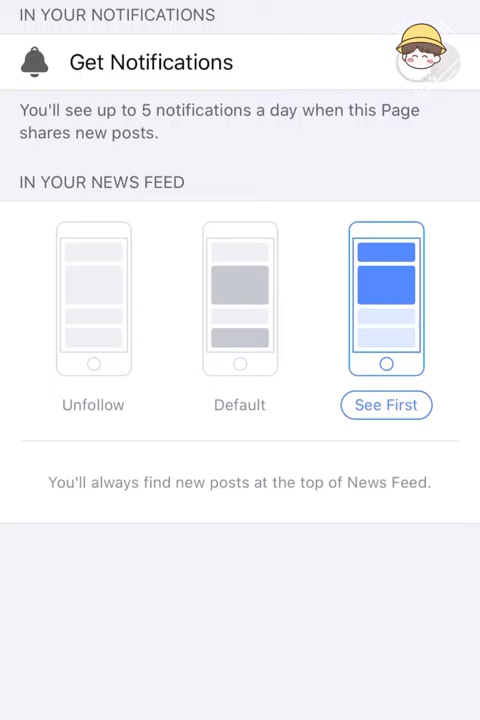 IN YOUR NOTIFICATIONS
Get Notifications
You'll see up to 5 notifications a day when this Page
shares new posts.
IN YOUR NEWS FEED
Unfollow
Default
See First
You'll always find new posts at the top of News Feed.